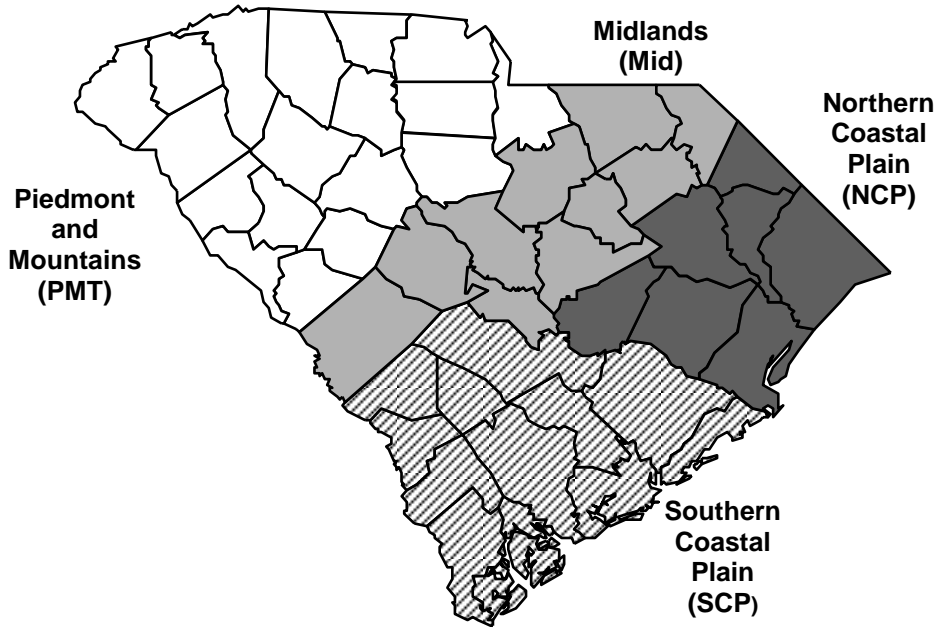 Midlands
(Mid)
Northern
Coastal
Plain
(NCP)
Piedmont
and
Mountains
(PMT)
Southern
Coastal
Plain
(SCP)